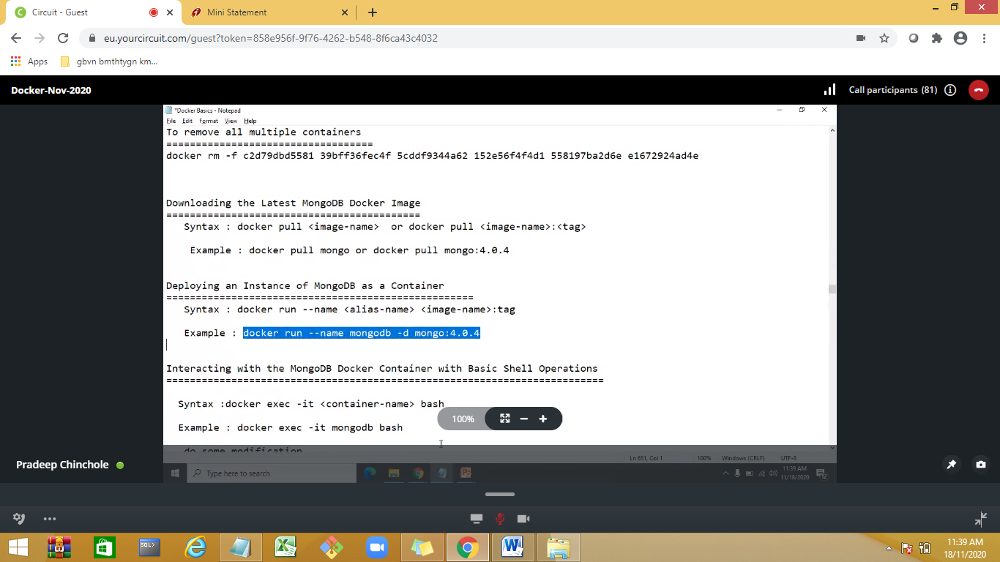 Circuit - Guest
Mini Statement
eu.yourcircuit.com/guest?token=858e956f-9f76-4262-b548-8f6ca43c4032
Apps
gbvn bmthtygn km...
Docker-Nov-2020
Call participants (81)
*Docker Basics - Notepad
File Edit Format View Help
To remove all multiple containers
===================================
docker rm -f c2d79dbd5581 39bff36fec4f 5cddf9344a62 152e56f4f4d1 558197ba2d6e e1672924ad4e
Downloading the Latest MongoDB Docker Image
===========================================
Syntax : docker pull <image-name>  or docker pull <image-name>:<tag>
Example : docker pull mongo or docker pull mongo:4.0.4
Deploying an Instance of MongoDB as a Container
====================================================
Syntax : docker run --name <alias-name> <image-name>:tag
Example : docker run --name mongodb -d mongo:4.0.4
Interacting with the MongoDB Docker Container with Basic Shell Operations
==========================================================================
Syntax :docker exec -it <container-name> bash
100%
Example : docker exec -it mongodb bash
do some modification
Ln 651, Col 1 100% Windows (CRLF) UTF-8
Pradeep Chinchole
Type here to search
11:39 AM
11/18/2020
SQL>
11:39 AM
18/11/2020